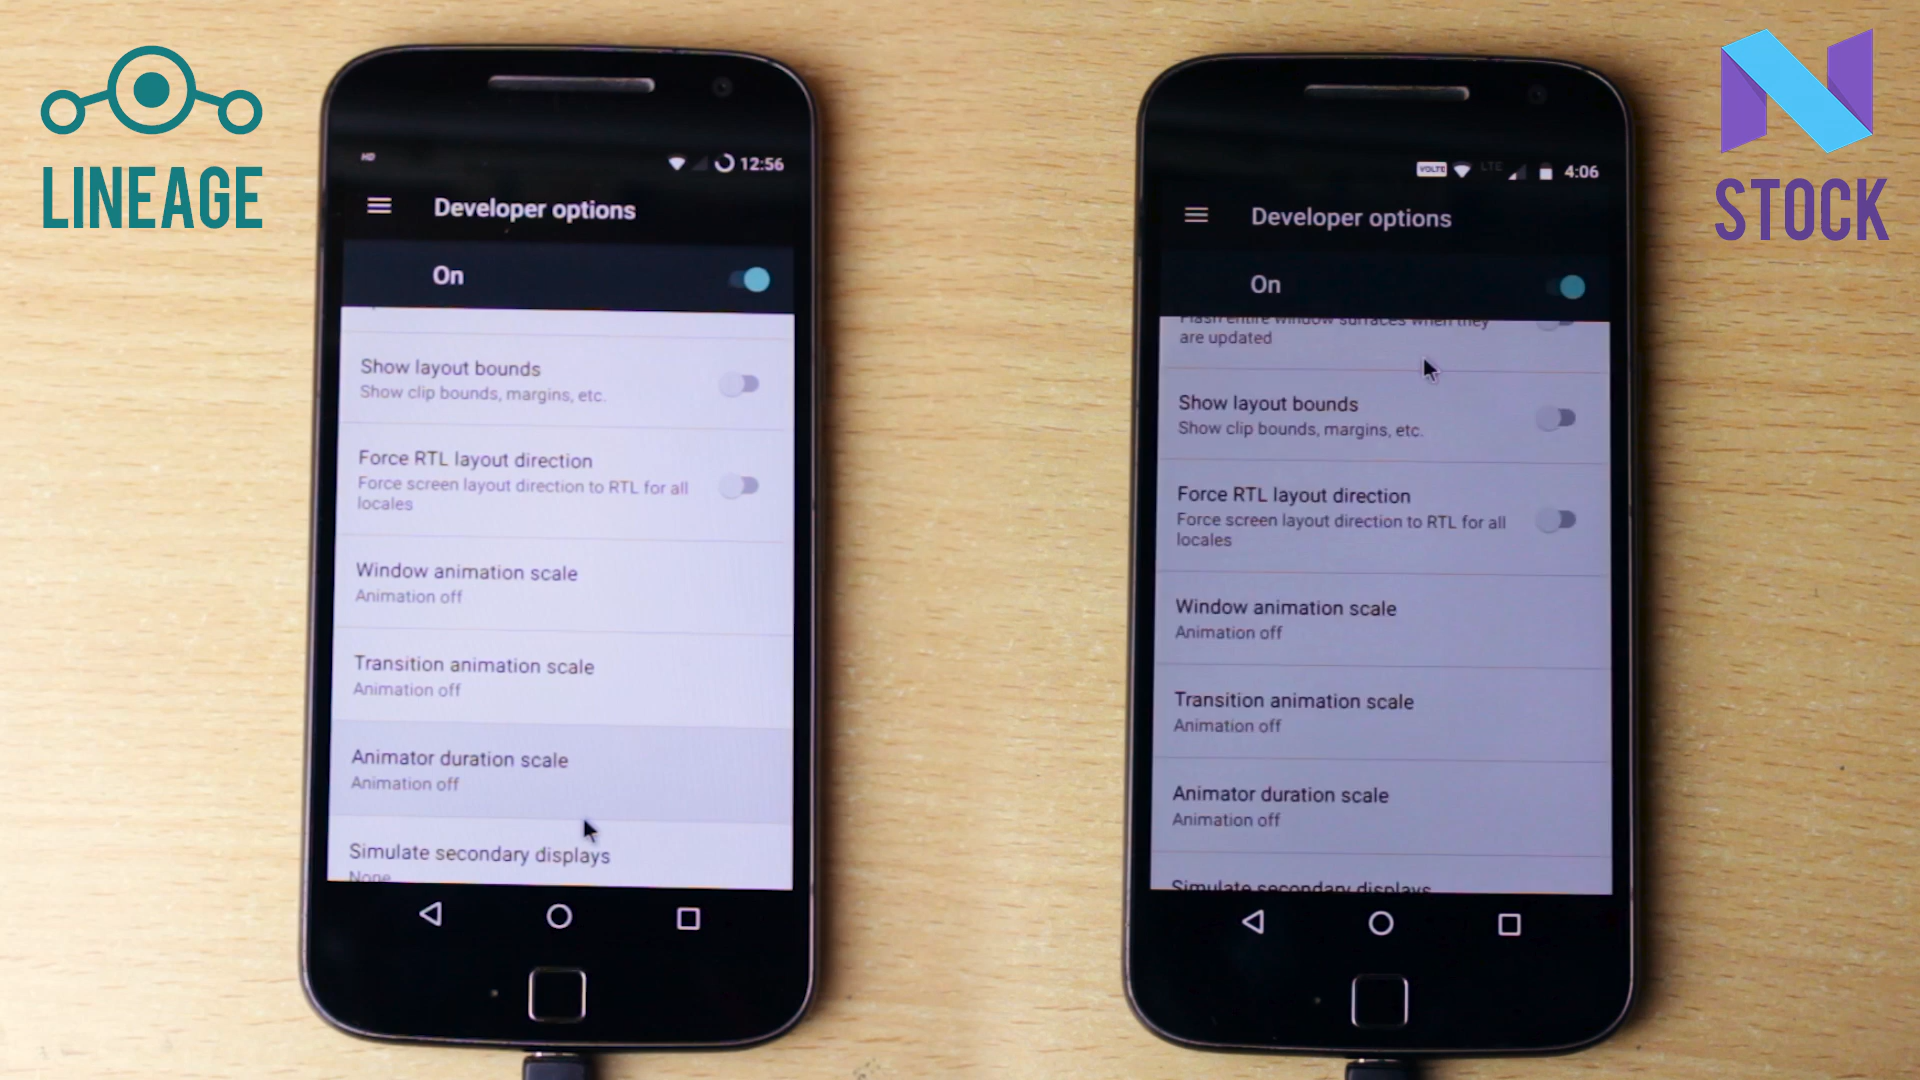 LINEAGE
HD
12:56
Developer options
On
Show layout bounds
Show clip bounds, margins, etc.
Force RTL layout direction
Force screen layout direction to RTL for all
locales
Window animation scale
Animation off
Transition animation scale
Animation off
Animator duration scale
Animation off
Simulate secondary displays
None
STOCK
VOLTE
LTE
4:06
Developer options
On
Flash entire window surfaces when they
are updated
Show layout bounds
Show clip bounds, margins, etc.
Force RTL layout direction
Force screen layout direction to RTL for all
locales
Window animation scale
Animation off
Transition animation scale
Animation off
Animator duration scale
Animation off
Simulate secondary displays